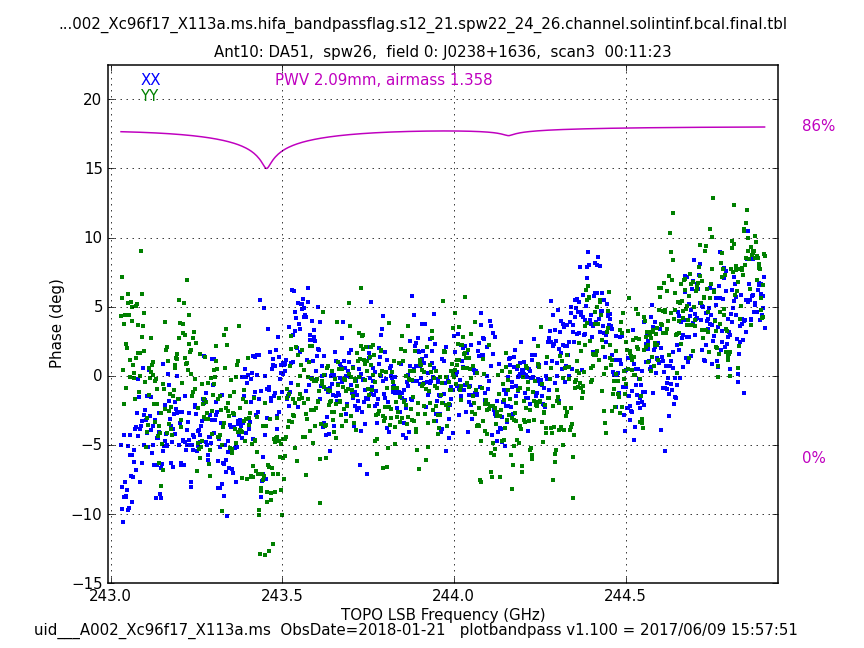 ...002_Xc96f17_X113a.ms.hifa_bandpassflag.s12_21.spw22_24_26.channel.solintinf.bcal.final.tbl
Ant10: DA51, spw26, field 0: J0238+1636, scan3 00:11:23
XX
YY
PWV 2.09mm, airmass 1.358
86%
0%
20
15
10
5
0
−5
−10
−15
Phase (deg)
243.0 243.5 244.0 244.5
TOPO LSB Frequency (GHz)
uid___A002_Xc96f17_X113a.ms ObsDate=2018-01-21 plotbandpass v1.100 = 2017/06/09 15:57:51